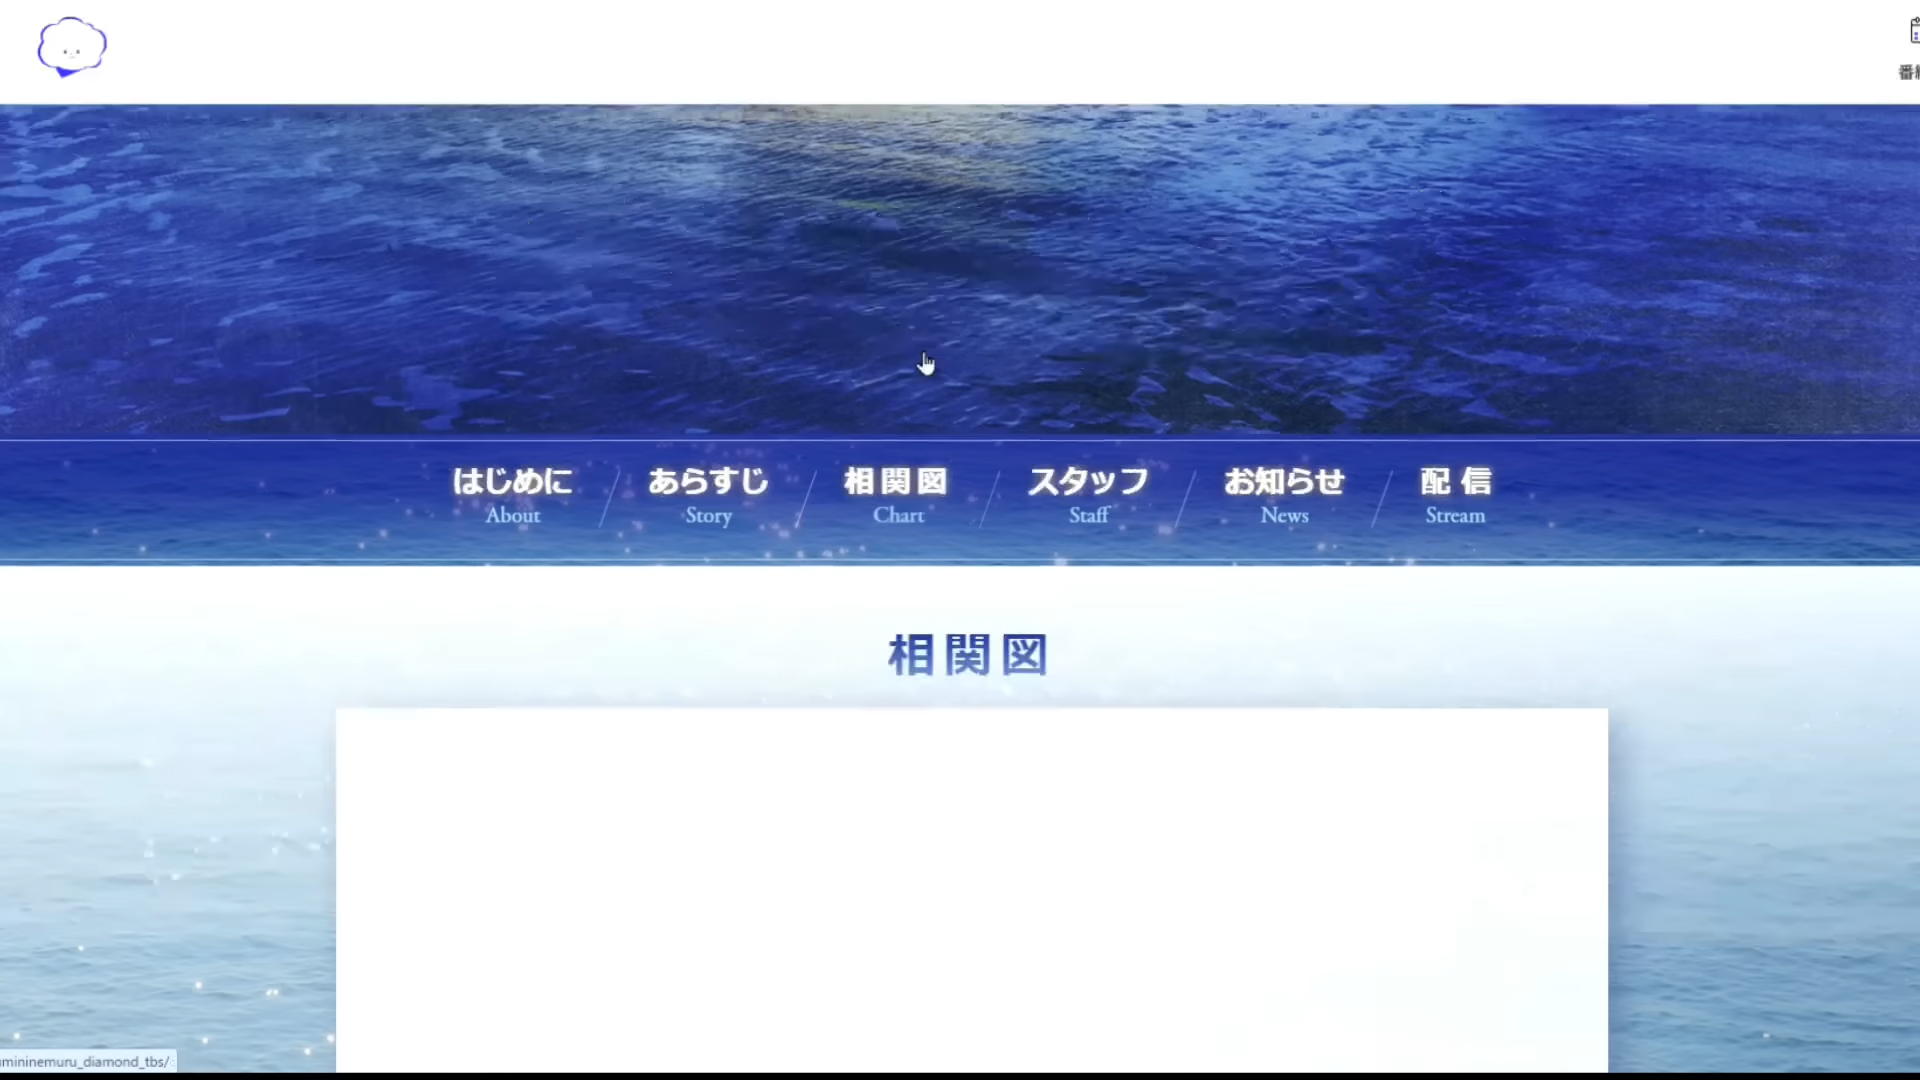 はじめに
About
あらすじ
Story
相関図
Chart
スタッフ
Staff
お知らせ
News
配信
Stream
相関図
umininemuru_diamond_tbs/